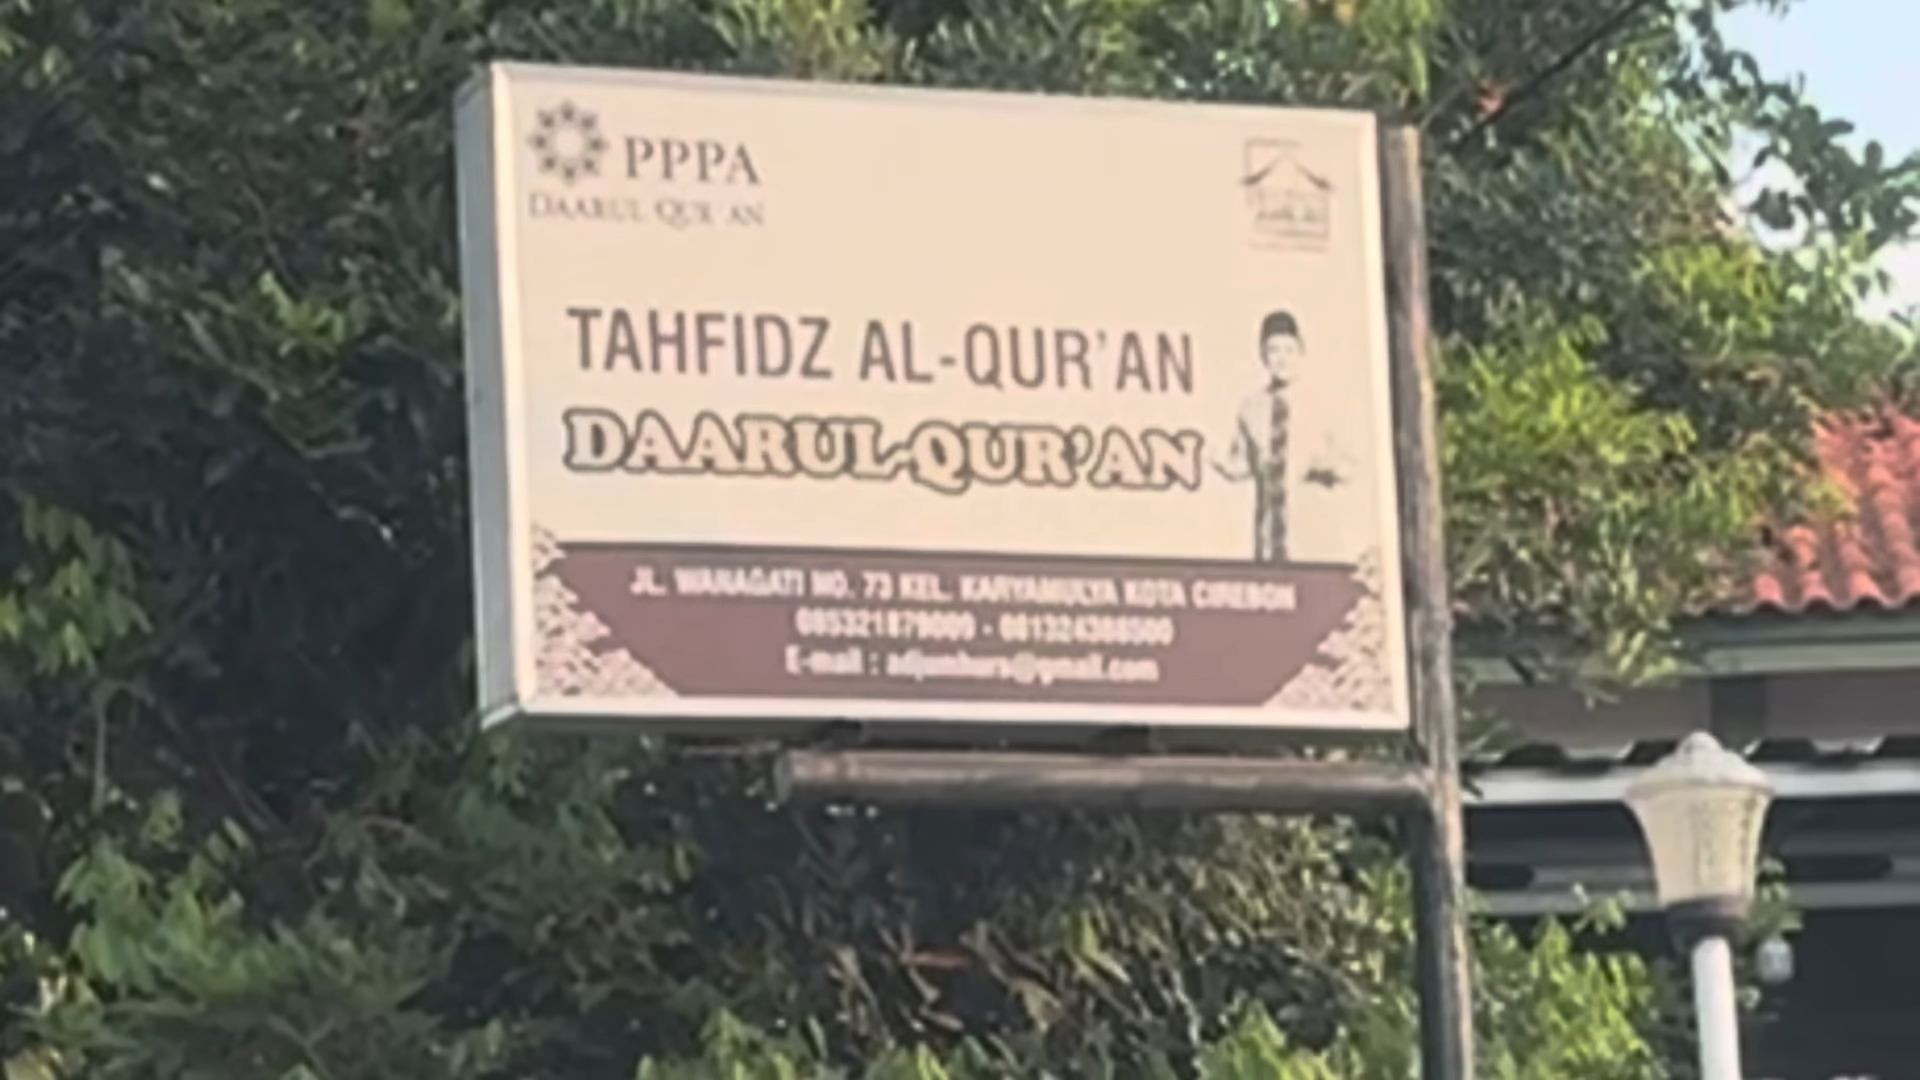 PPPA
DAARUL QUR'AN
TAHFIDZ AL-QUR'AN
DAARUL-QUR'AN
JL. WANAGATI NO. 73 KEL. KARYAMULYA KOTA CIREBON
E-mail :